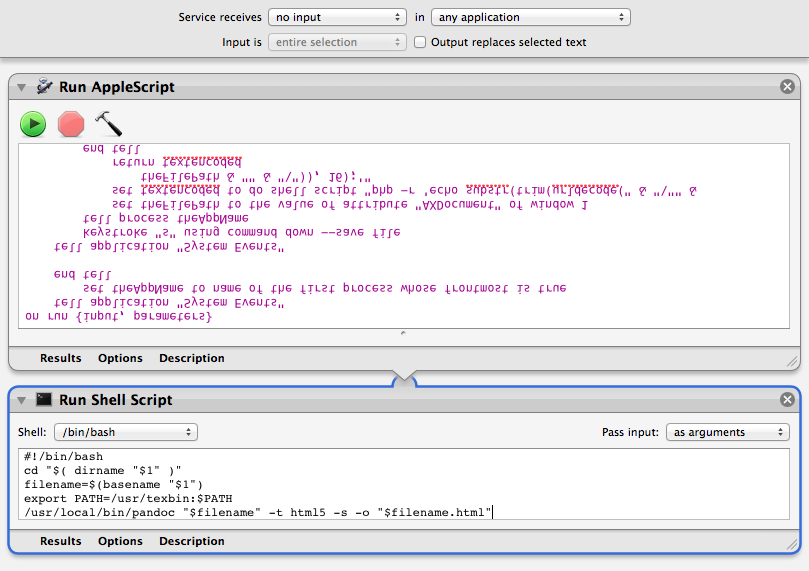 Service receives no input in any application
Input is entire selection Output replaces selected text
Run AppleScript
on run {input, parameters}
tell application "System Events"
set theAppName to name of the first process whose frontmost is true
end tell
tell application "System Events"
keystroke "s" using command down --save file
tell process theAppName
set theFilePath to the value of attribute "AXDocument" of window 1
set textencoded to do shell script "php -r 'echo substr(trim(urldecode(" & "\"" &
theFilePath & "" & "\")), 16);'"
return textencoded
end tell
Results Options Description
Run Shell Script
Shell: /bin/bash Pass input: as arguments
#!/bin/bash
cd "$( dirname "$1" )"
filename=$(basename "$1")
export PATH=/usr/texbin:$PATH
/usr/local/bin/pandoc "$filename" -t html5 -s -o "$filename.html"
Results Options Description